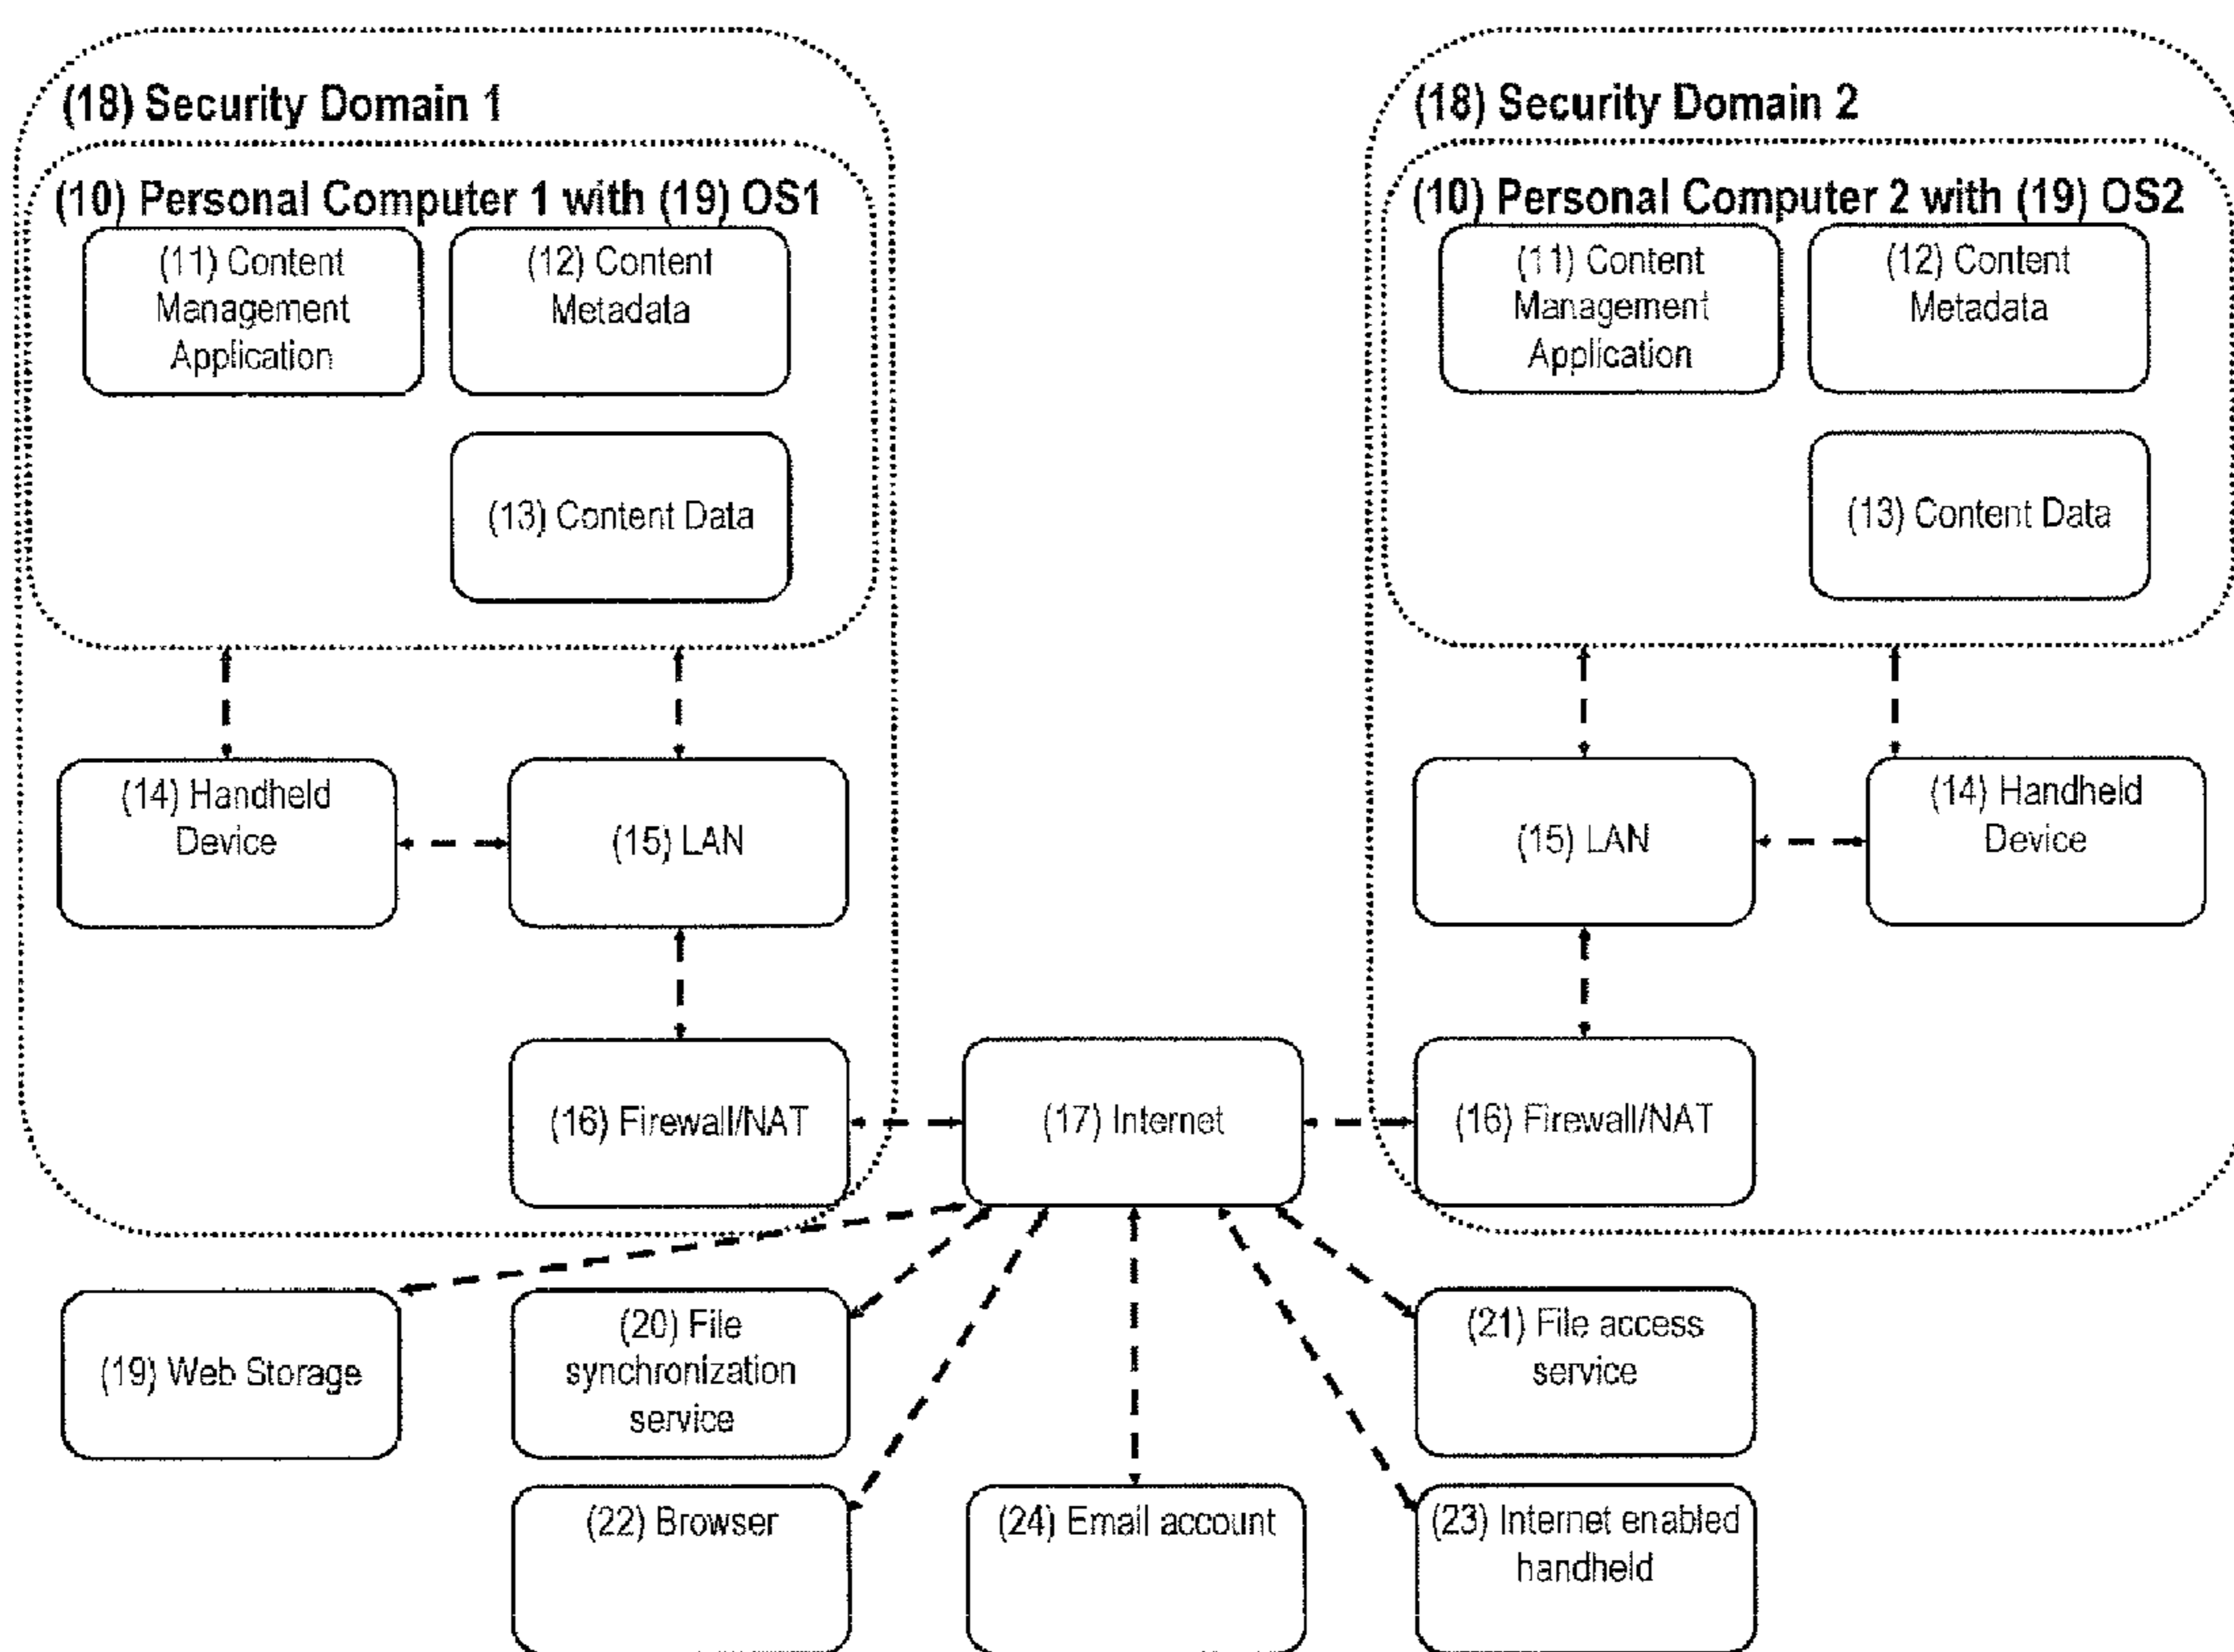 (18) Security Domain 1
(10) Personal Computer 1 with (19) OS1
(11) Content
Management
Application
(12) Content
Metadata
(13) Content Data
(14) Handheld
Device
(15) LAN
(16) Firewall/NAT
(18) Security Domain 2
(10) Personal Computer 2 with (19) OS2
(11) Content
Management
Application
(12) Content
Metadata
(13) Content Data
(15) LAN
(14) Handheld
Device
(16) Firewall/NAT
(17) Internet
(19) Web Storage
(20) File
synchronization
service
(21) File access
service
(22) Browser
(24) Email account
(23) Internet enabled
handheld